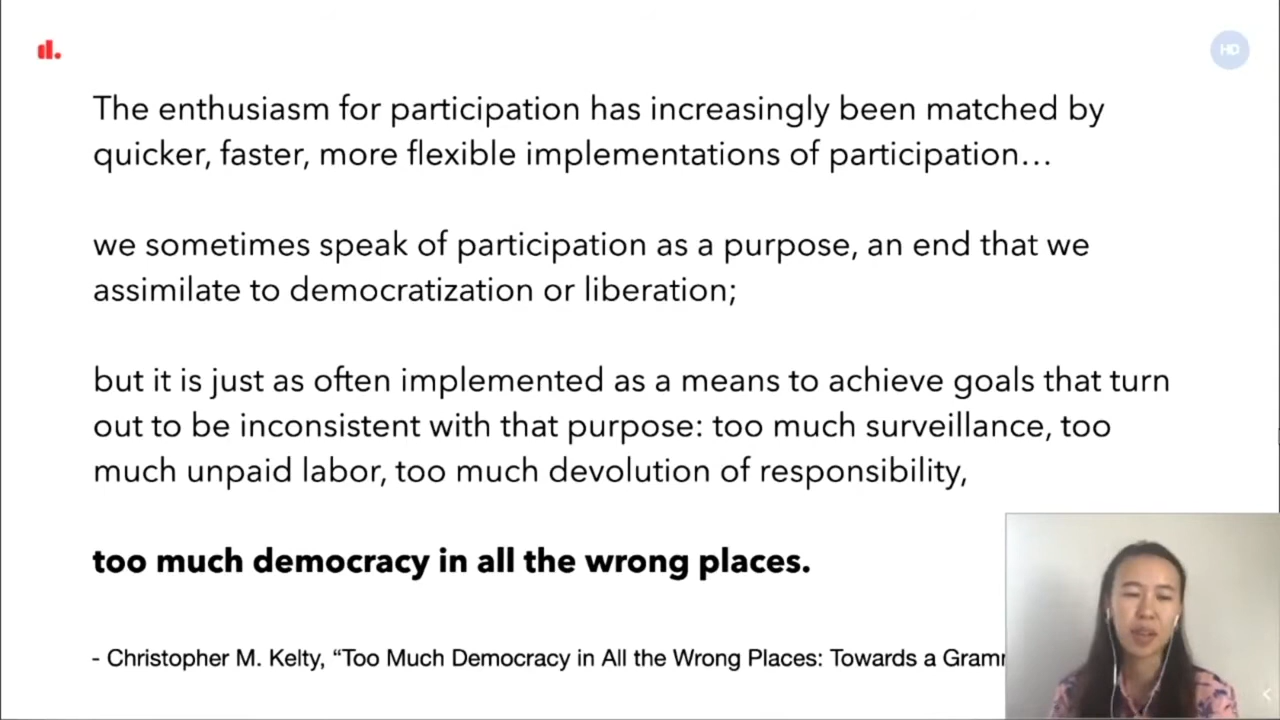 d.
HD
The enthusiasm for participation has increasingly been matched by
quicker, faster, more flexible implementations of participation…
we sometimes speak of participation as a purpose, an end that we
assimilate to democratization or liberation;
but it is just as often implemented as a means to achieve goals that turn
out to be inconsistent with that purpose: too much surveillance, too
much unpaid labor, too much devolution of responsibility,
too much democracy in all the wrong places.
- Christopher M. Kelty, “Too Much Democracy in All the Wrong Places: Towards a